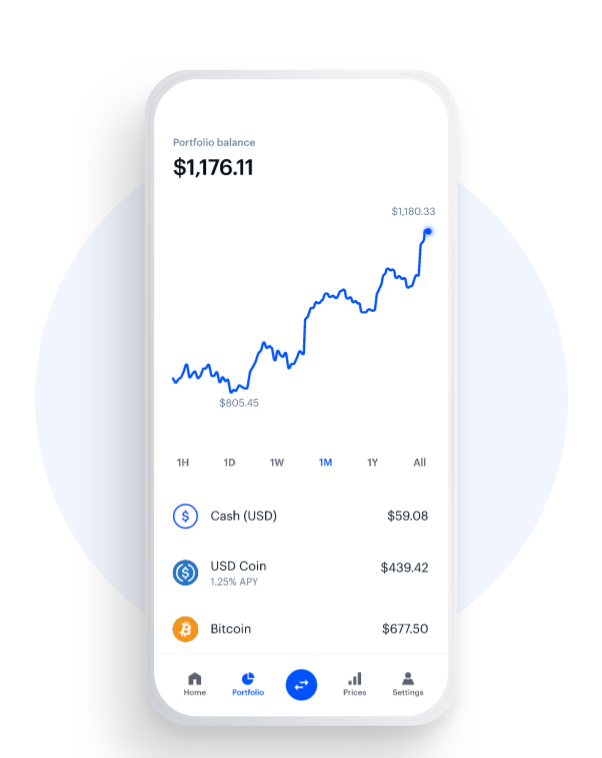 Portfolio balance
$1,176.11
$1,180.33
$805.45
1H 1D 1W 1M 1Y All
Cash (USD) $59.08
USD Coin $439.42
1.25% APY
Bitcoin $677.50
Home Portfolio Prices Settings